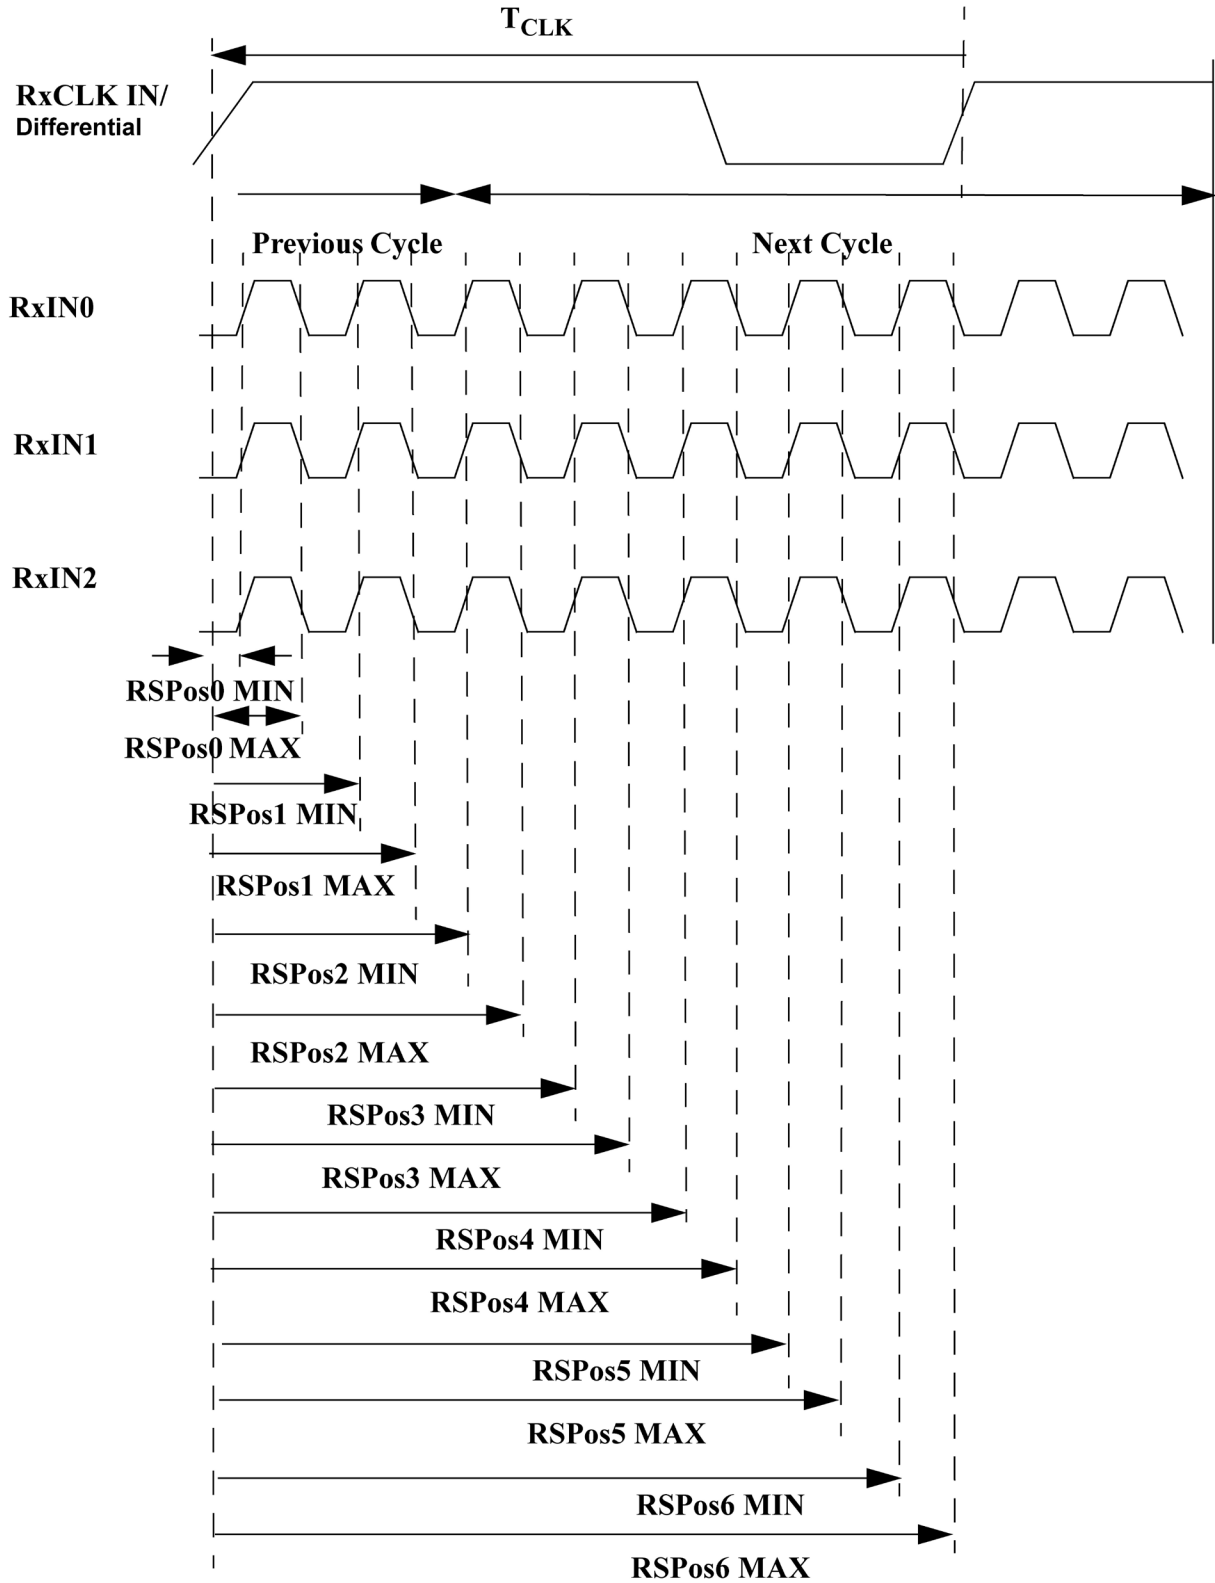 TCLK
RxCLK IN/
Differential
Previous Cycle
Next Cycle
RxIN0
RxIN1
RxIN2
RSPos0 MIN
RSPos0 MAX
RSPos1 MIN
RSPos1 MAX
RSPos2 MIN
RSPos2 MAX
RSPos3 MIN
RSPos3 MAX
RSPos4 MIN
RSPos4 MAX
RSPos5 MIN
RSPos5 MAX
RSPos6 MIN
RSPos6 MAX